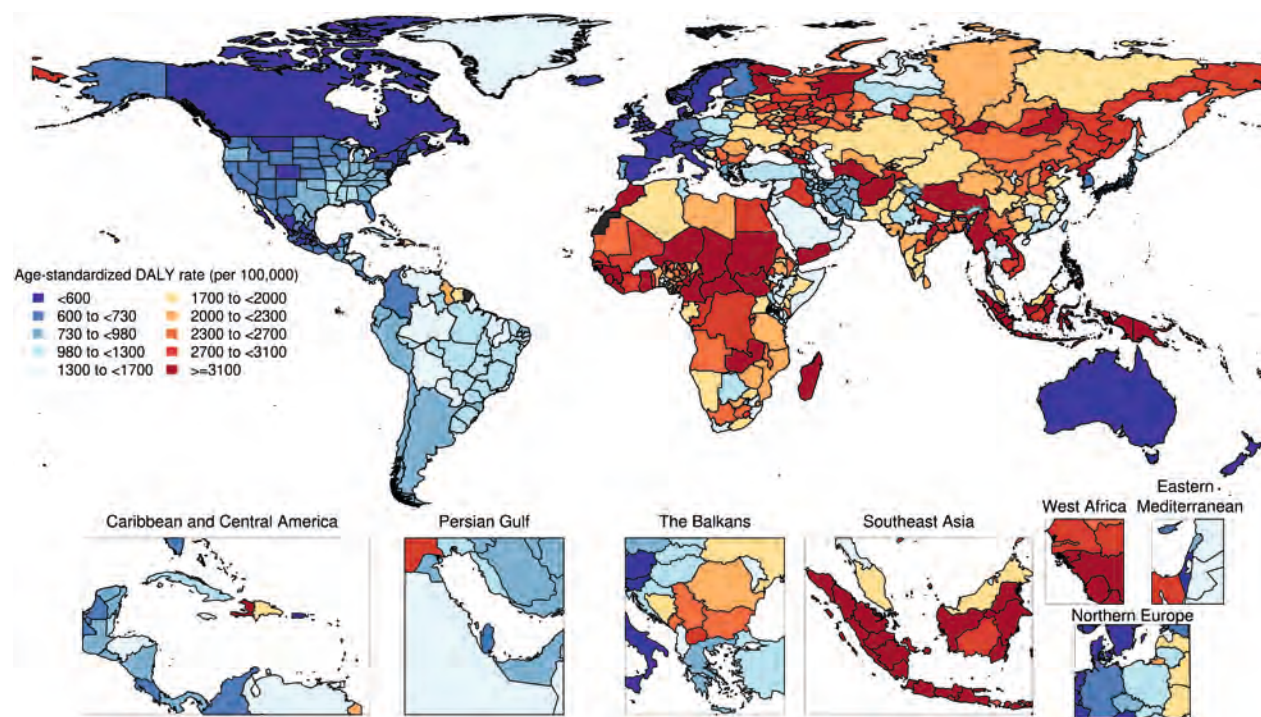 Age-standardized DALY rate (per 100,000)
<600
600 to <730
730 to <980
980 to <1300
1300 to <1700
1700 to <2000
2000 to <2300
2300 to <2700
2700 to <3100
>=3100
Caribbean and Central America
Persian Gulf
The Balkans
Southeast Asia
West Africa
Eastern
Mediterranean
Northern Europe